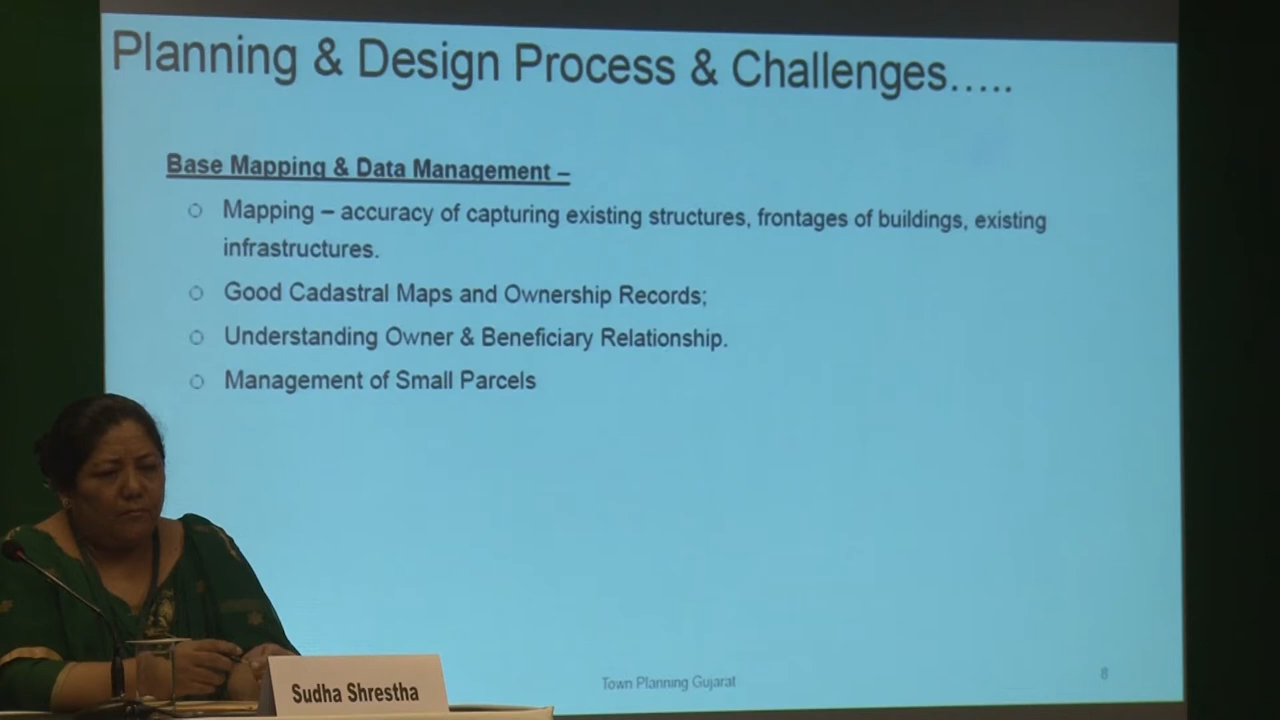 Planning & Design Process & Challenges.....
Base Mapping & Data Management –
Mapping – accuracy of capturing existing structures, frontages of buildings, existing
infrastructures.
Good Cadastral Maps and Ownership Records;
Understanding Owner & Beneficiary Relationship.
Management of Small Parcels
Town Planning Gujarat
8
Sudha Shrestha